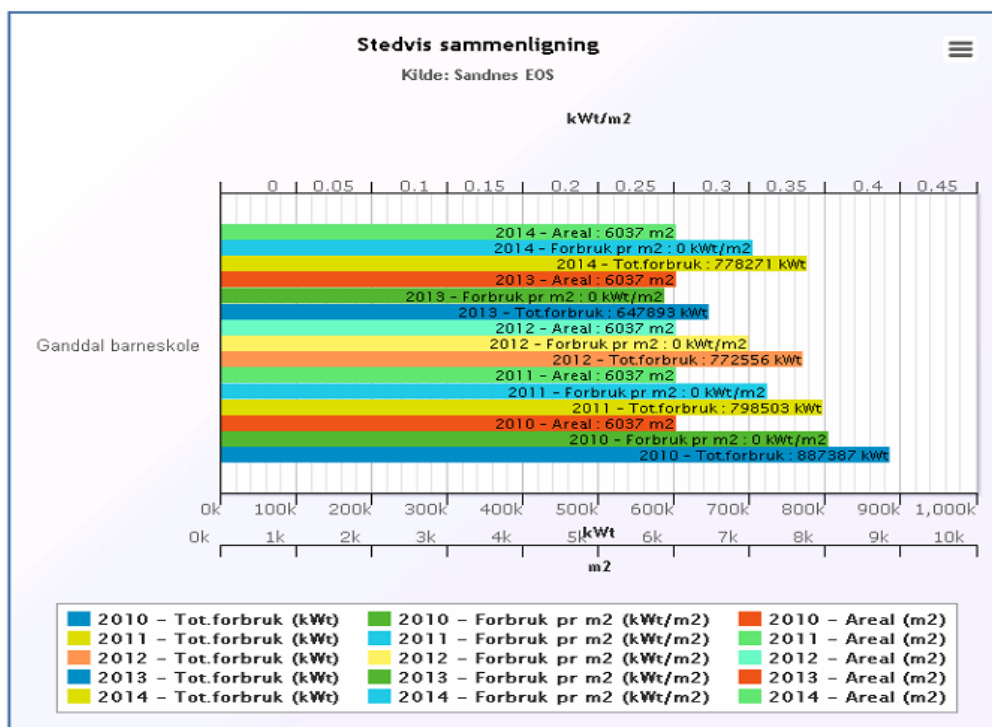 Stedvis sammenligning
Kilde: Sandnes EOS
kWt/m2
0 0.05 0.1 0.15 0.2 0.25 0.3 0.35 0.4 0.45
2014 - Areal : 6037 m2
2014 - Forbruk pr m2 : 0 kWt/m2
2014 - Tot.forbruk : 778271 kWt
2013 - Areal : 6037 m2
2013 - Forbruk pr m2 : 0 kWt/m2
2013 - Tot.forbruk : 647893 kWt
2012 - Areal : 6037 m2
Ganddal barneskole
2012 - Forbruk pr m2 : 0 kWt/m2
2012 - Tot.forbruk : 772556 kWt
2011 - Areal : 6037 m2
2011 - Forbruk pr m2 : 0 kWt/m2
2011 - Tot.forbruk : 798503 kWt
2010 - Areal : 6037 m2
2010 - Forbruk pr m2 : 0 kWt/m2
2010 - Tot.forbruk : 887387 kWt
0k 100k 200k 300k 400k 500k 600k 700k 800k 900k 1,000k
kWt
0k 1k 2k 3k 4k 5k 6k 7k 8k 9k 10k
m2
2010 - Tot.forbruk (kWt) 2010 - Forbruk pr m2 (kWt/m2) 2010 - Areal (m2)
2011 - Tot.forbruk (kWt) 2011 - Forbruk pr m2 (kWt/m2) 2011 - Areal (m2)
2012 - Tot.forbruk (kWt) 2012 - Forbruk pr m2 (kWt/m2) 2012 - Areal (m2)
2013 - Tot.forbruk (kWt) 2013 - Forbruk pr m2 (kWt/m2) 2013 - Areal (m2)
2014 - Tot.forbruk (kWt) 2014 - Forbruk pr m2 (kWt/m2) 2014 - Areal (m2)